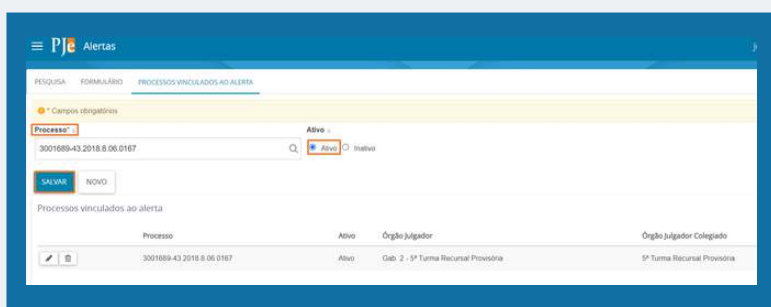 PJe Alertas
PESQUISA FORMULÁRIO PROCESSOS VINCULADOS AO ALERTA
* Campos obrigatórios
Processo* Ativo
3001689-43.2018.8.06.0167 Ativo Inativo
SALVAR NOVO
Processos vinculados ao alerta
Processo Ativo Órgão Julgador Órgão Julgador Colegiado
3001689-43.2018.8.06.0167 Ativo Gab. 2 - 5ª Turma Recursal Provisória 5ª Turma Recursal Provisória